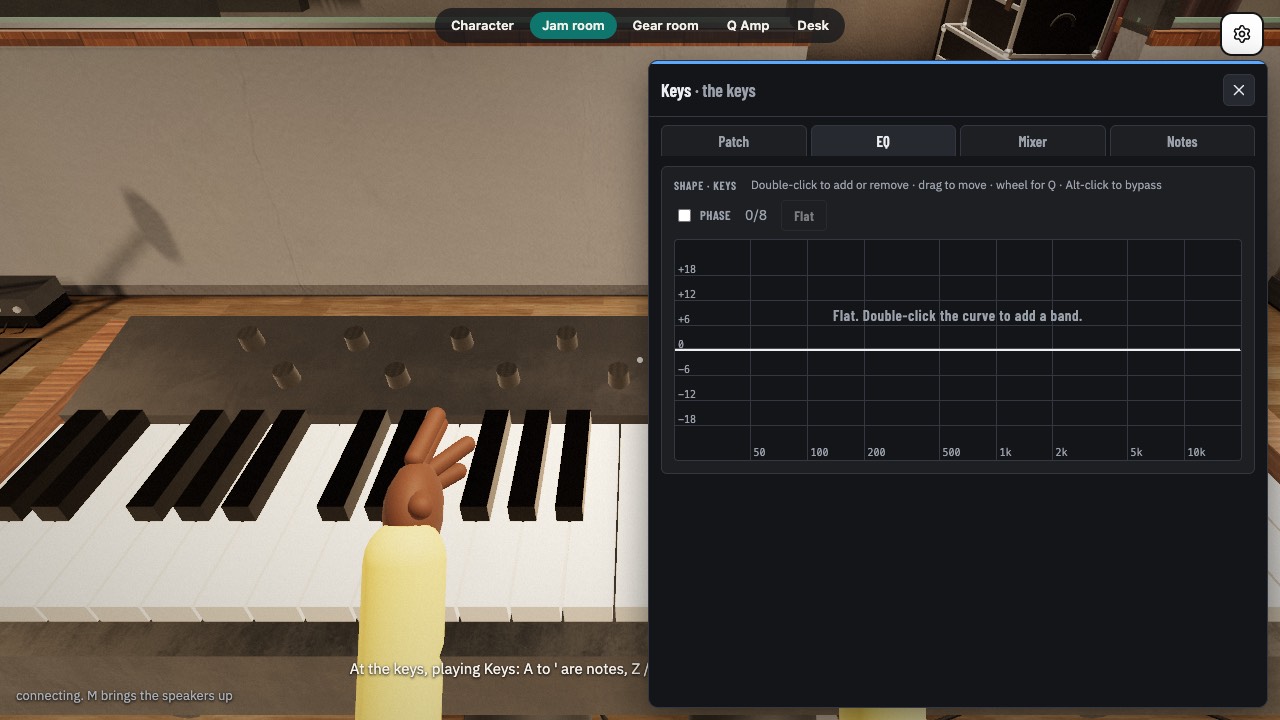 Character Jam room Gear room Q Amp Desk
Keys · the keys
Patch EQ Mixer Notes
SHAPE · KEYS Double-click to add or remove · drag to move · wheel for Q · Alt-click to bypass
PHASE 0/8 Flat
+18
+12
+6
Flat. Double-click the curve to add a band.
0
−6
−12
−18
50 100 200 500 1k 2k 5k 10k
At the keys, playing Keys: A to ' are notes, Z /
connecting. M brings the speakers up